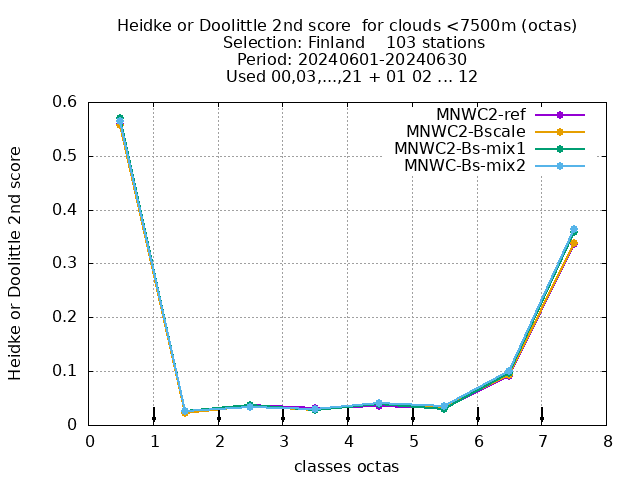 Heidke or Doolittle 2nd score  for clouds <7500m (octas)
Selection: Finland    103 stations
Period: 20240601-20240630
Used 00,03,...,21 + 01 02 ... 12
MNWC2-ref
MNWC2-Bscale
MNWC2-Bs-mix1
MNWC-Bs-mix2
Heidke or Doolittle 2nd score
0.6
0.5
0.4
0.3
0.2
0.1
0
0 1 2 3 4 5 6 7 8
classes octas